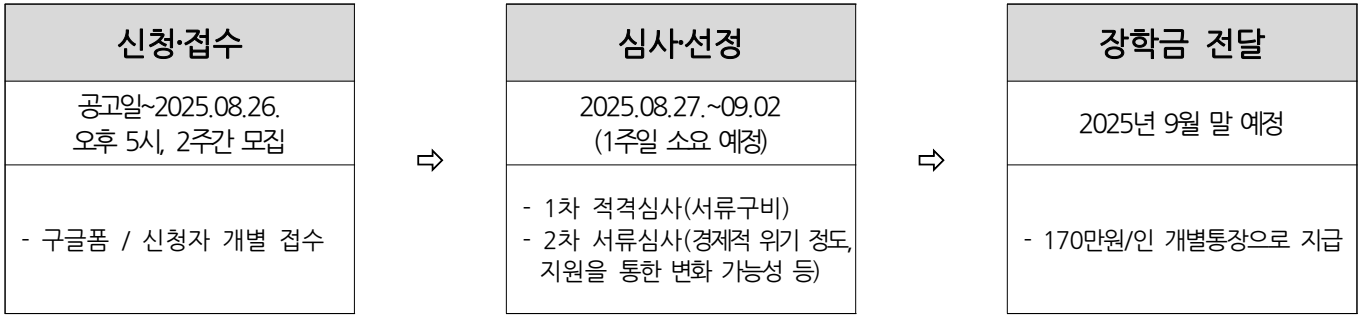 신청·접수
공고일~2025.08.26.
오후 5시, 2주간 모집
- 구글폼 / 신청자 개별 접수
⇨
심사·선정
2025.08.27.~09.02
(1주일 소요 예정)
- 1차 적격심사(서류구비)
- 2차 서류심사(경제적 위기 정도,
지원을 통한 변화 가능성 등)
⇨
장학금 전달
2025년 9월 말 예정
- 170만원/인 개별통장으로 지급